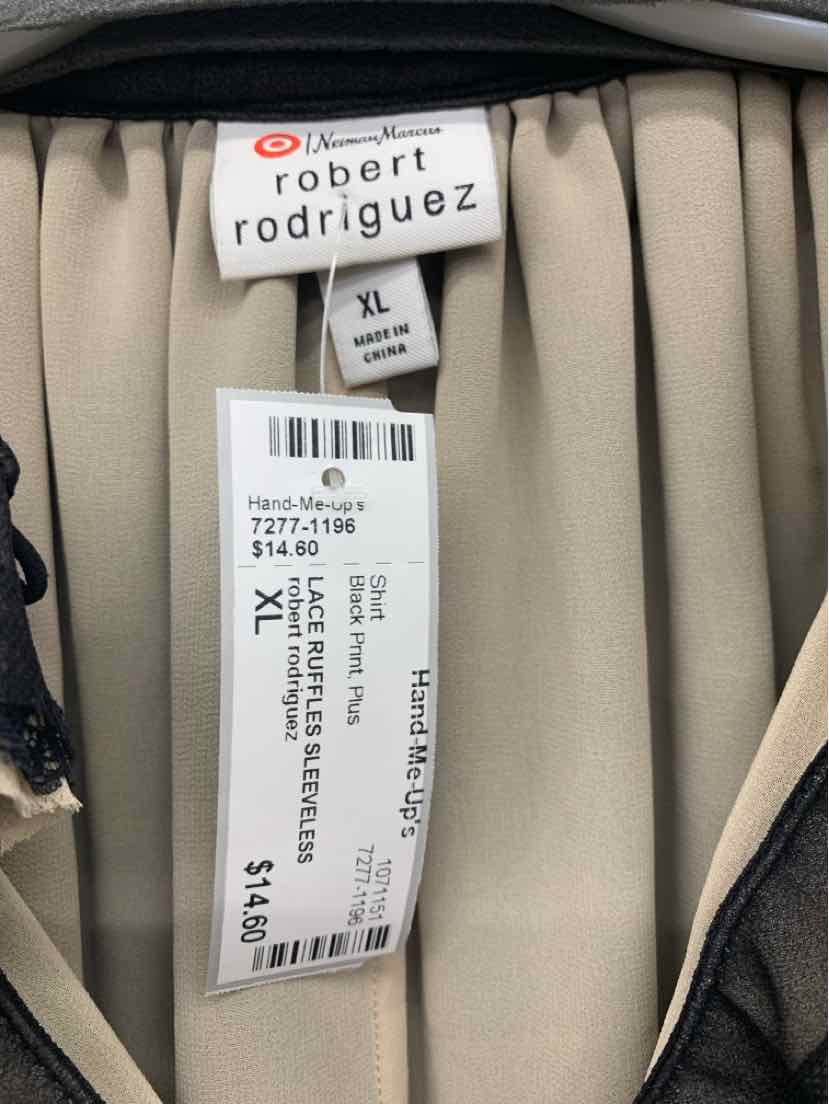 Neiman Marcus
robert
rodriguez
XL
MADE IN
CHINA
Hand-Me-Up's
7277-1196
$14.60
Hand-Me-Up's
1071151
7277-1196
Shirt
Black Print, Plus
LACE RUFFLES SLEEVELESS
robert rodriguez
XL
$14.60